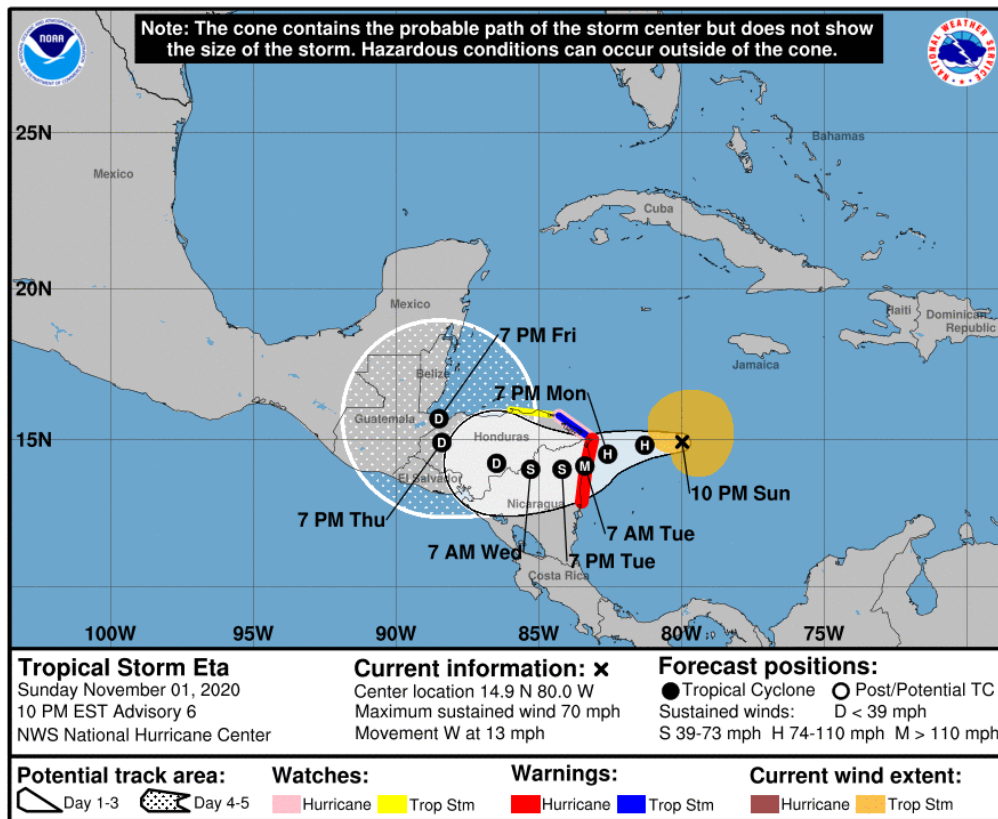 Note: The cone contains the probable path of the storm center but does not show
the size of the storm. Hazardous conditions can occur outside of the cone.
NOAA
NATIONAL WEATHER SERVICE
25N
Mexico
Bahamas
Cuba
20N
Mexico
Haiti
Dominican
Republic
7 PM Fri
Jamaica
Belize
7 PM Mon
Guatemala
15N
Honduras
D
H
H
D
D
S
S
M
El Salvador
10 PM Sun
Nicaragua
7 PM Thu
7 AM Tue
7 AM Wed
7 PM Tue
Costa Rica
100W 95W 90W 85W 80W 75W
Tropical Storm Eta
Sunday November 01, 2020
10 PM EST Advisory 6
NWS National Hurricane Center
Current information: ×
Center location 14.9 N 80.0 W
Maximum sustained wind 70 mph
Movement W at 13 mph
Forecast positions:
Tropical Cyclone Post/Potential TC
Sustained winds: D < 39 mph
S 39-73 mph H 74-110 mph M > 110 mph
Potential track area:
Day 1-3 Day 4-5
Watches:
Hurricane Trop Stm
Warnings:
Hurricane Trop Stm
Current wind extent:
Hurricane Trop Stm